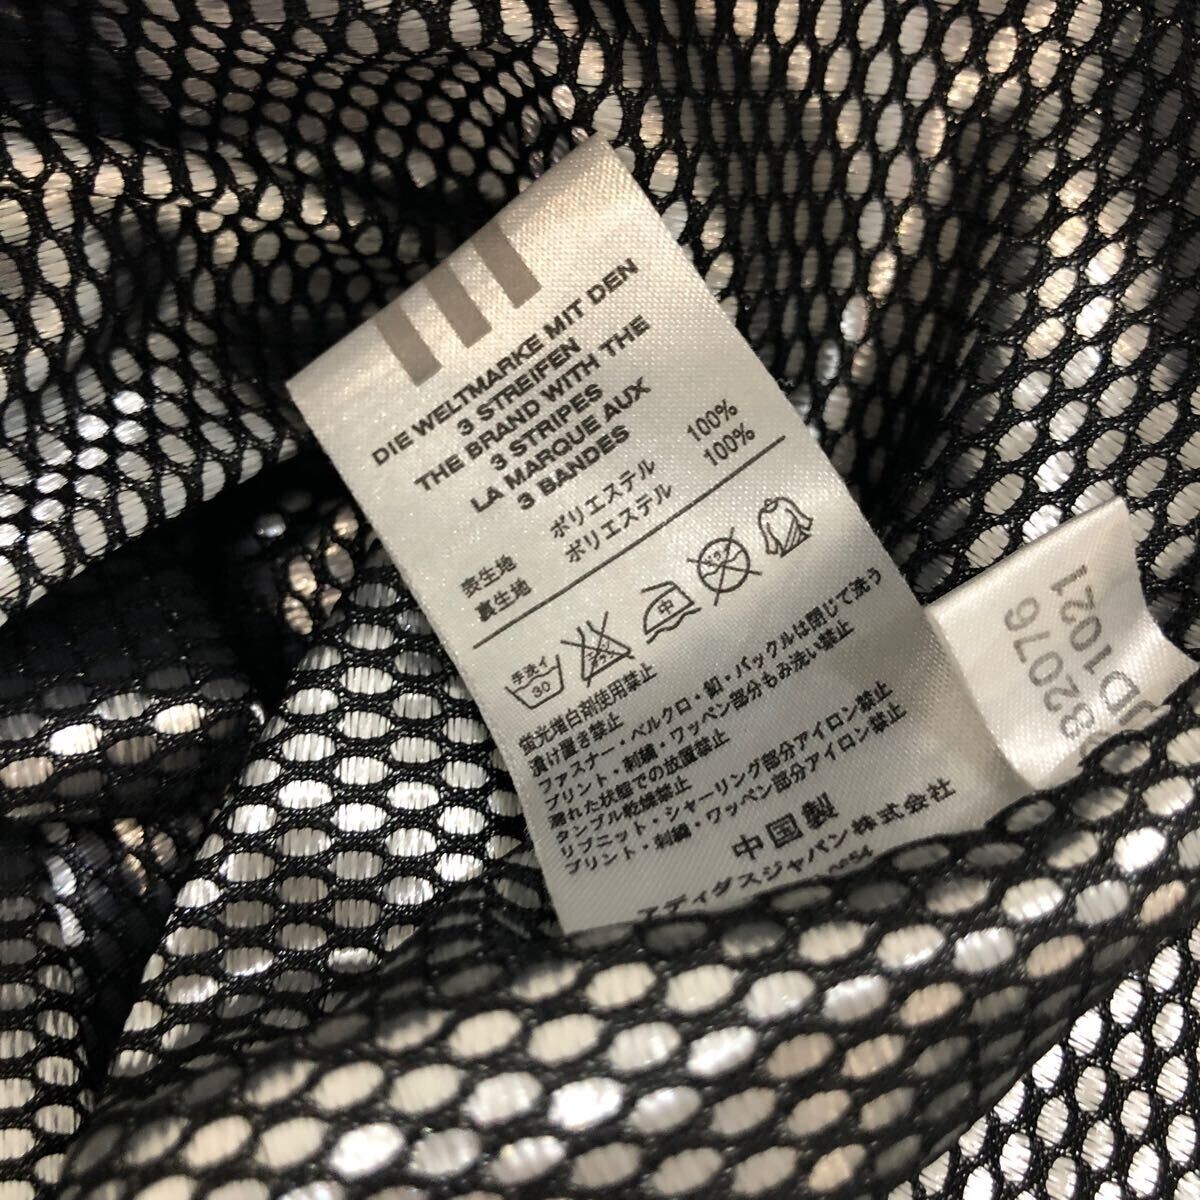 DIE WELTMARKE MIT DEN
3 STREIFEN
THE BRAND WITH THE
3 STRIPES
LA MARQUE AUX
3 BANDES
表生地 ポリエステル 100%
裏生地 ポリエステル 100%
手洗イ
30
中
蛍光増白剤使用禁止
漬け置き禁止
ファスナー・ベルクロ・釦・バックルは閉じて洗う
プリント・刺繍・ワッペン部分もみ洗い禁止
濡れた状態での放置禁止
タンブル乾燥禁止
リブニット・シャーリング部分アイロン禁止
プリント・刺繍・ワッペン部分アイロン禁止
中国製
エディダスジャパン株式会社
32076
JD1021